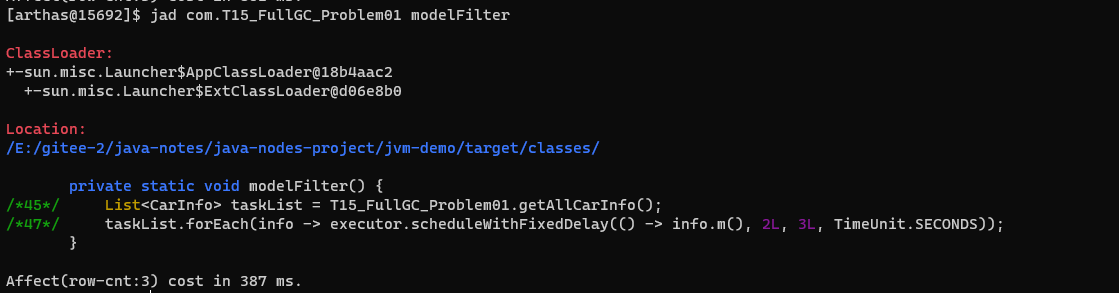 [arthas@15692]$ jad com.T15_FullGC_Problem01 modelFilter
ClassLoader:
+-sun.misc.Launcher$AppClassLoader@18b4aac2
  +-sun.misc.Launcher$ExtClassLoader@d06e8b0
Location:
/E:/gitee-2/java-notes/java-nodes-project/jvm-demo/target/classes/
       private static void modelFilter() {
/*45*/     List<CarInfo> taskList = T15_FullGC_Problem01.getAllCarInfo();
/*47*/     taskList.forEach(info -> executor.scheduleWithFixedDelay(() -> info.m(), 2L, 3L, TimeUnit.SECONDS));
       }
Affect(row-cnt:3) cost in 387 ms.